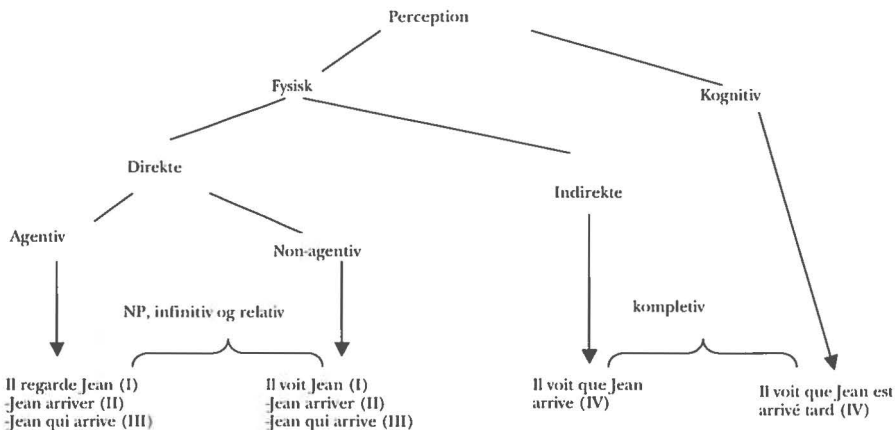 Perception
Fysisk
Kognitiv
Direkte
Indirekte
Agentiv
Non-agentiv
NP, infinitiv og relativ
kompletiv
Il regarde Jean (I)
-Jean arriver (II)
-Jean qui arrive (III)
Il voit Jean (I)
-Jean arriver (II)
-Jean qui arrive (III)
Il voit que Jean
arrive (IV)
Il voit que Jean est
arrivé tard (IV)